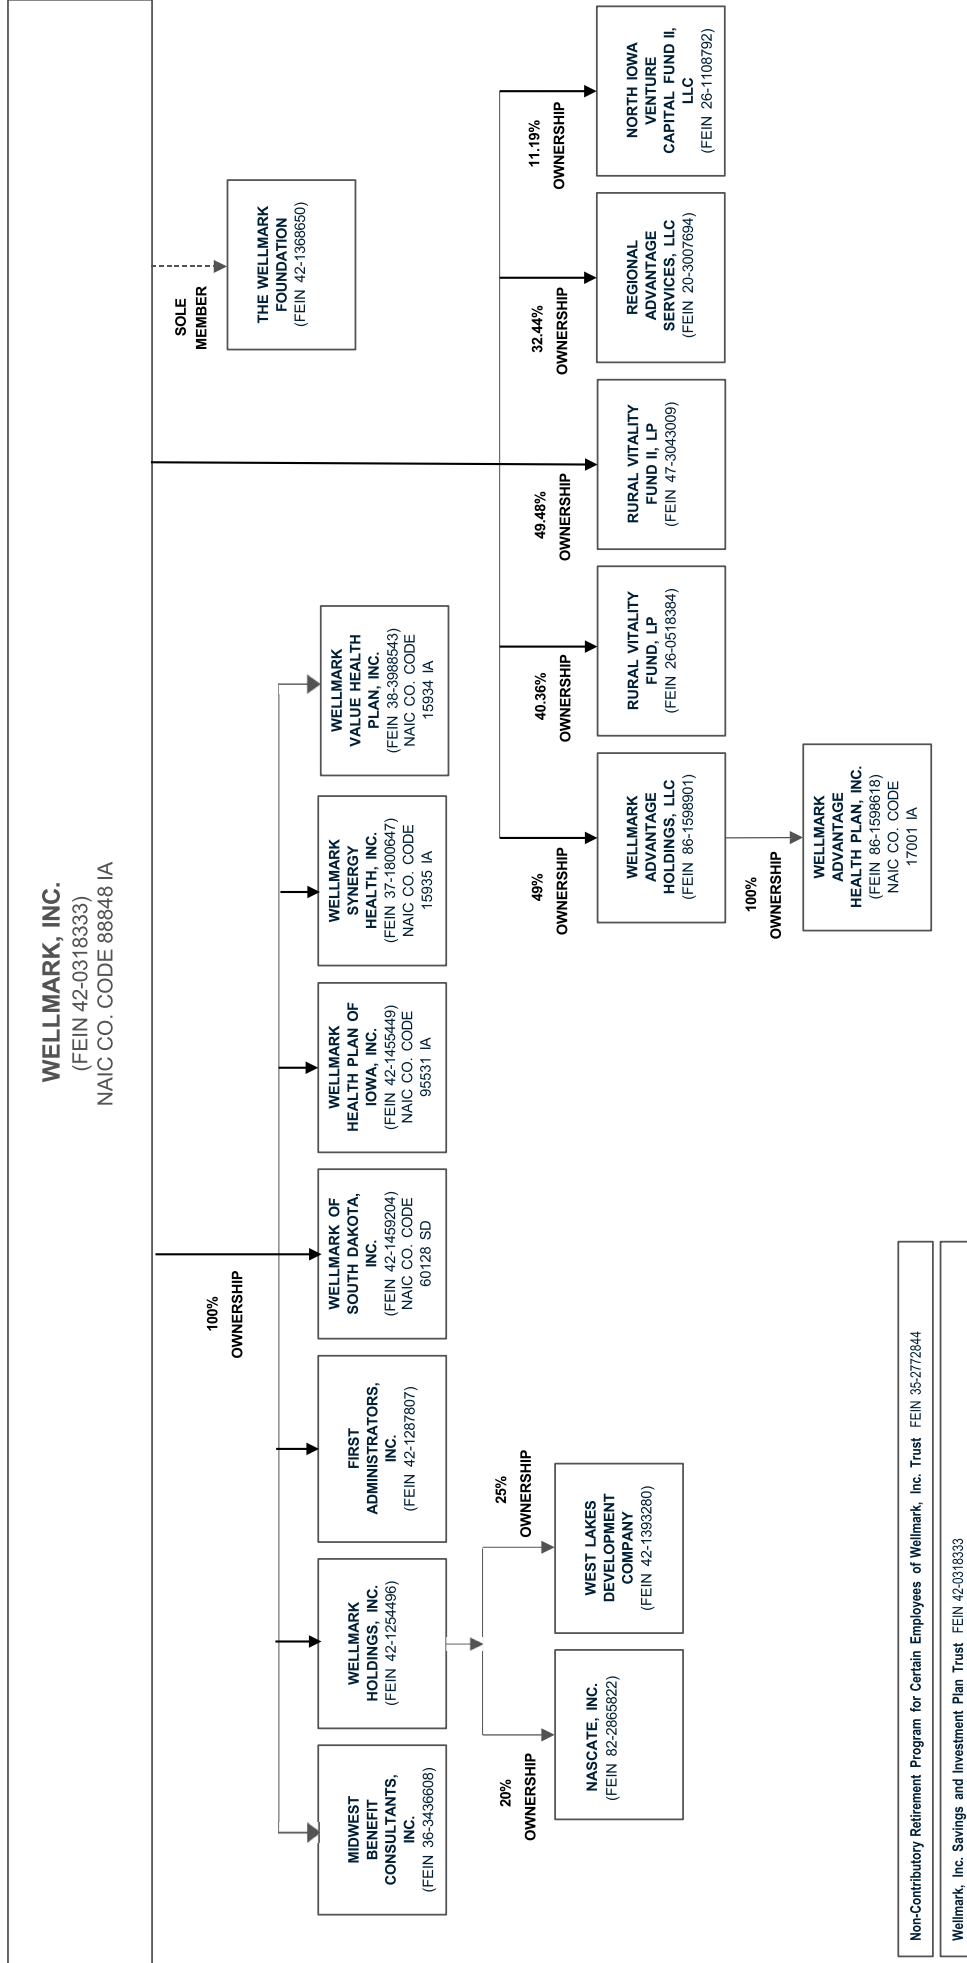 WELLMARK, INC.
(FEIN 42-0318333)
NAIC CO. CODE 88848 IA
100%
OWNERSHIP
SOLE
MEMBER
THE WELLMARK
FOUNDATION
(FEIN 42-1368650)
MIDWEST
BENEFIT
CONSULTANTS,
INC.
(FEIN 36-3436608)
WELLMARK
HOLDINGS, INC.
(FEIN 42-1254496)
FIRST
ADMINISTRATORS,
INC.
(FEIN 42-1287807)
WELLMARK OF
SOUTH DAKOTA,
INC.
(FEIN 42-1459204)
NAIC CO. CODE
60128 SD
WELLMARK
HEALTH PLAN OF
IOWA, INC.
(FEIN 42-1455449)
NAIC CO. CODE
95531 IA
WELLMARK
SYNERGY
HEALTH, INC.
(FEIN 37-1800647)
NAIC CO. CODE
15935 IA
WELLMARK
VALUE HEALTH
PLAN, INC.
(FEIN 38-3988543)
NAIC CO. CODE
15934 IA
20%
OWNERSHIP
25%
OWNERSHIP
NASCATE, INC.
(FEIN 82-2865822)
WEST LAKES
DEVELOPMENT
COMPANY
(FEIN 42-1393280)
49%
OWNERSHIP
40.36%
OWNERSHIP
49.48%
OWNERSHIP
32.44%
OWNERSHIP
11.19%
OWNERSHIP
WELLMARK
ADVANTAGE
HOLDINGS, LLC
(FEIN 86-1598901)
RURAL VITALITY
FUND, LP
(FEIN 26-0518384)
RURAL VITALITY
FUND II, LP
(FEIN 47-3043009)
REGIONAL
ADVANTAGE
SERVICES, LLC
(FEIN 20-3007694)
NORTH IOWA
VENTURE
CAPITAL FUND II,
LLC
(FEIN 26-1108792)
100%
OWNERSHIP
WELLMARK
ADVANTAGE
HEALTH PLAN, INC.
(FEIN 86-1598618)
NAIC CO. CODE
17001 IA
Non-Contributory Retirement Program for Certain Employees of Wellmark, Inc. Trust FEIN 35-2772844
Wellmark, Inc. Savings and Investment Plan Trust FEIN 42-0318333